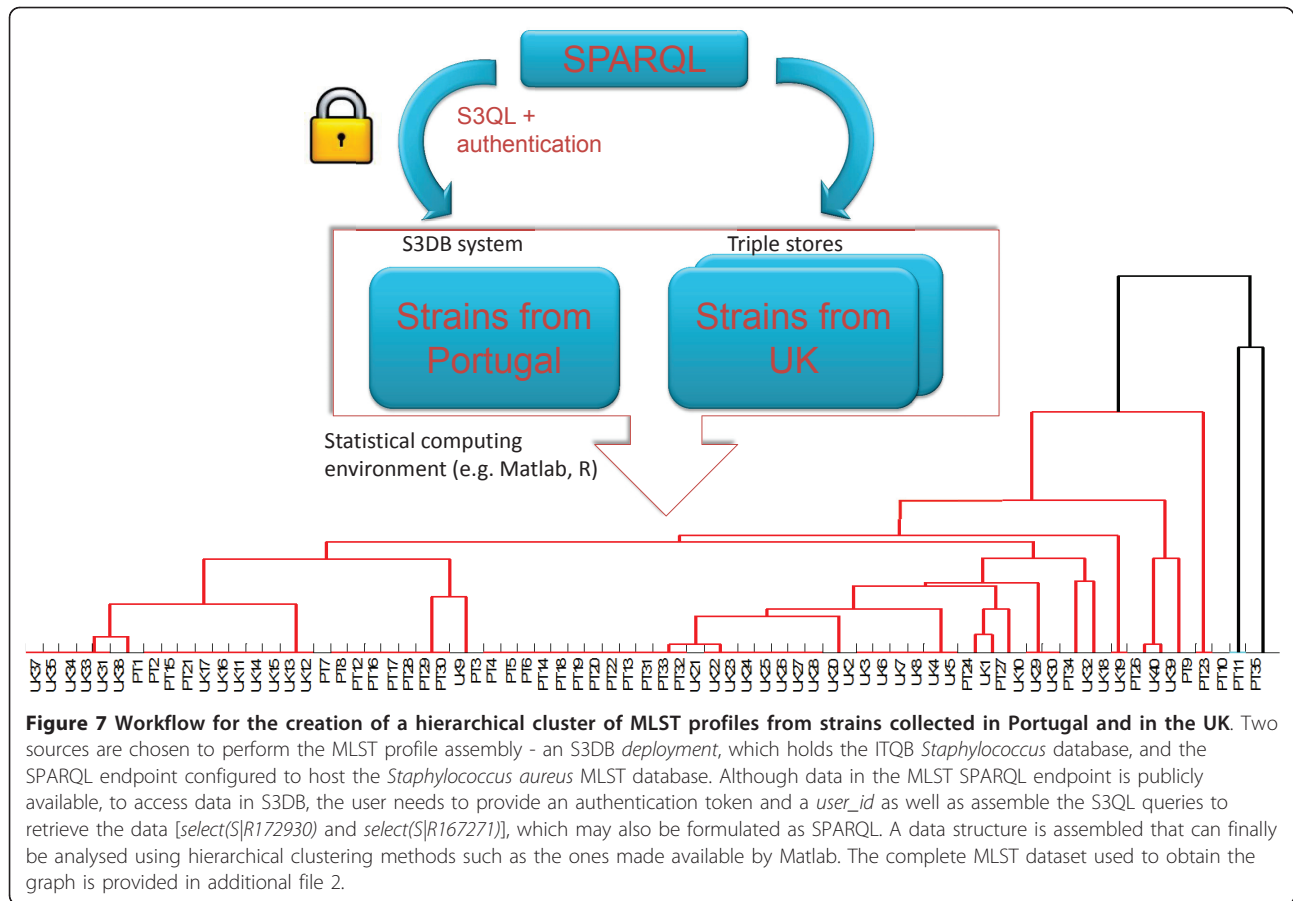 SPARQL
S3QL +
authentication
S3DB system
Triple stores
Strains from
Portugal
Strains from
UK
Statistical computing
environment (e.g. Matlab, R)
UK37
UK35
UK34
UK33
UK31
UK38
PT1
PT2
PT15
PT21
UK17
UK16
UK11
UK14
UK15
UK13
UK12
PT7
PT8
PT12
PT16
PT17
PT28
PT29
PT30
UK9
PT3
PT4
PT5
PT6
PT14
PT18
PT19
PT20
PT22
PT13
PT31
PT33
PT32
UK21
UK22
UK23
UK24
UK25
UK26
UK27
UK28
UK20
UK2
UK3
UK6
UK7
UK8
UK4
UK5
PT24
UK1
PT27
UK10
UK29
UK30
PT34
UK32
UK18
UK19
PT26
UK40
UK39
PT9
PT23
PT10
PT11
PT35
Figure 7 Workflow for the creation of a hierarchical cluster of MLST profiles from strains collected in Portugal and in the UK. Two
sources are chosen to perform the MLST profile assembly - an S3DB deployment, which holds the ITQB Staphylococcus database, and the
SPARQL endpoint configured to host the Staphylococcus aureus MLST database. Although data in the MLST SPARQL endpoint is publicly
available, to access data in S3DB, the user needs to provide an authentication token and a user_id as well as assemble the S3QL queries to
retrieve the data [select(S|R172930) and select(S|R167271)], which may also be formulated as SPARQL. A data structure is assembled that can finally
be analysed using hierarchical clustering methods such as the ones made available by Matlab. The complete MLST dataset used to obtain the
graph is provided in additional file 2.